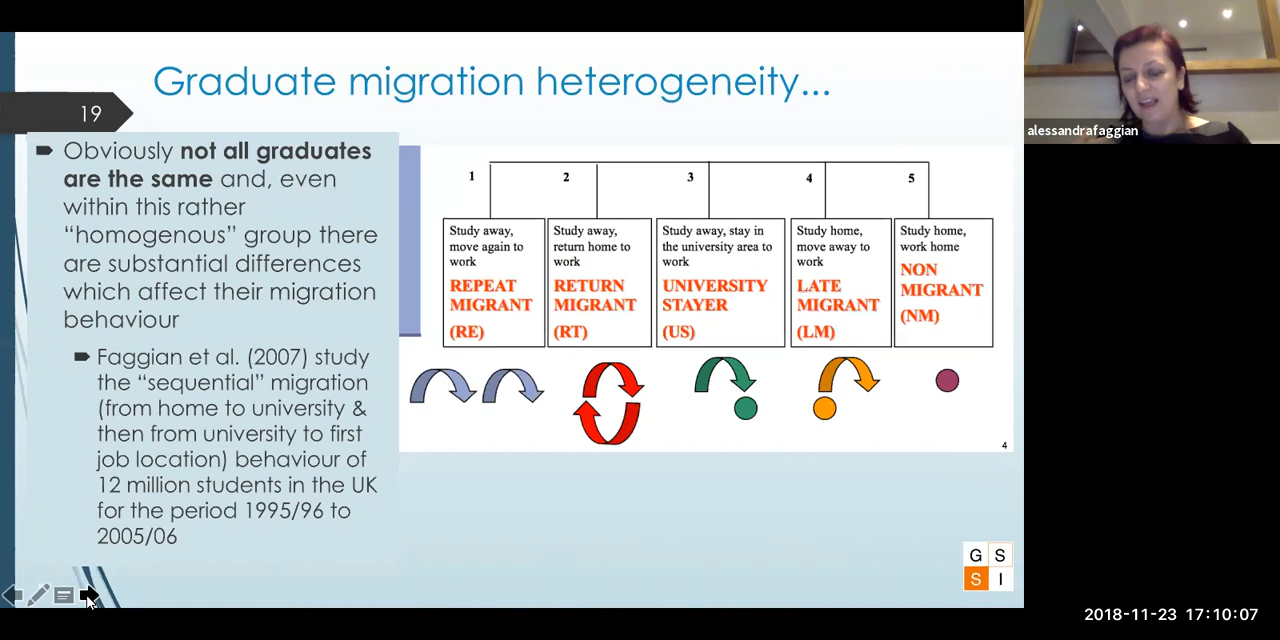 Graduate migration heterogeneity...
19
Obviously not all graduates
are the same and, even
within this rather
“homogenous” group there
are substantial differences
which affect their migration
behaviour
Faggian et al. (2007) study
the “sequential” migration
(from home to university &
then from university to first
job location) behaviour of
12 million students in the UK
for the period 1995/96 to
2005/06
1
Study away,
move again to
work
REPEAT
MIGRANT
(RE)
2
Study away,
return home to
work
RETURN
MIGRANT
(RT)
3
Study away, stay in
the university area to
work
UNIVERSITY
STAYER
(US)
4
Study home,
move away to
work
LATE
MIGRANT
(LM)
5
Study home,
work home
NON
MIGRANT
(NM)
4
G S
S I
alessandrafaggian
2018-11-23 17:10:07